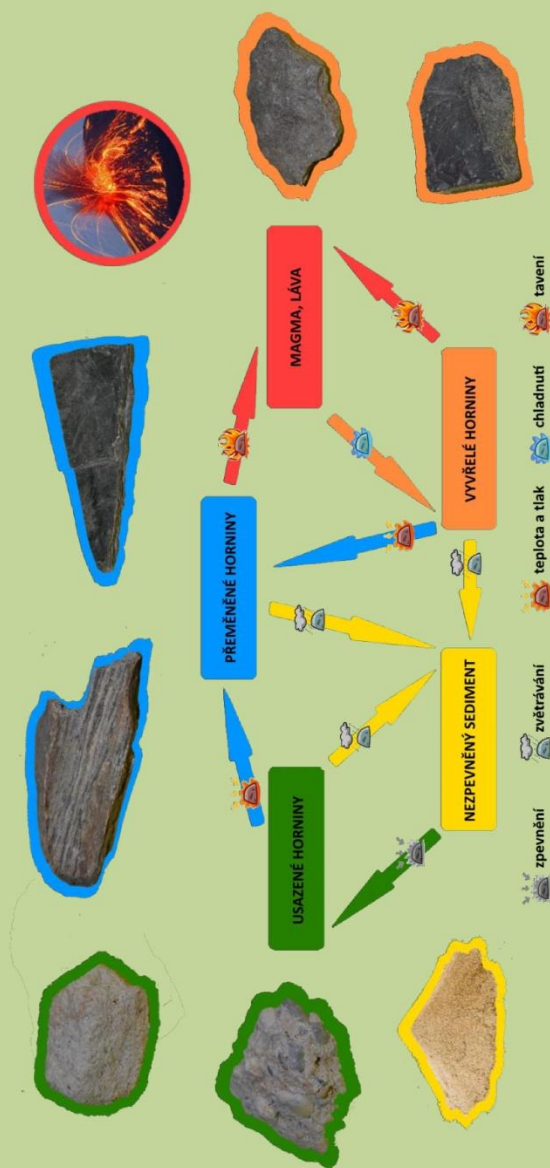 PŘEMĚNĚNÉ HORNINY
MAGMA, LÁVA
USAZENÉ HORNINY
NEZPEVNĚNÝ SEDIMENT
VYVŘELÉ HORNINY
zpevnění
zvětrávání
teplota a tlak
chladnutí
tavení